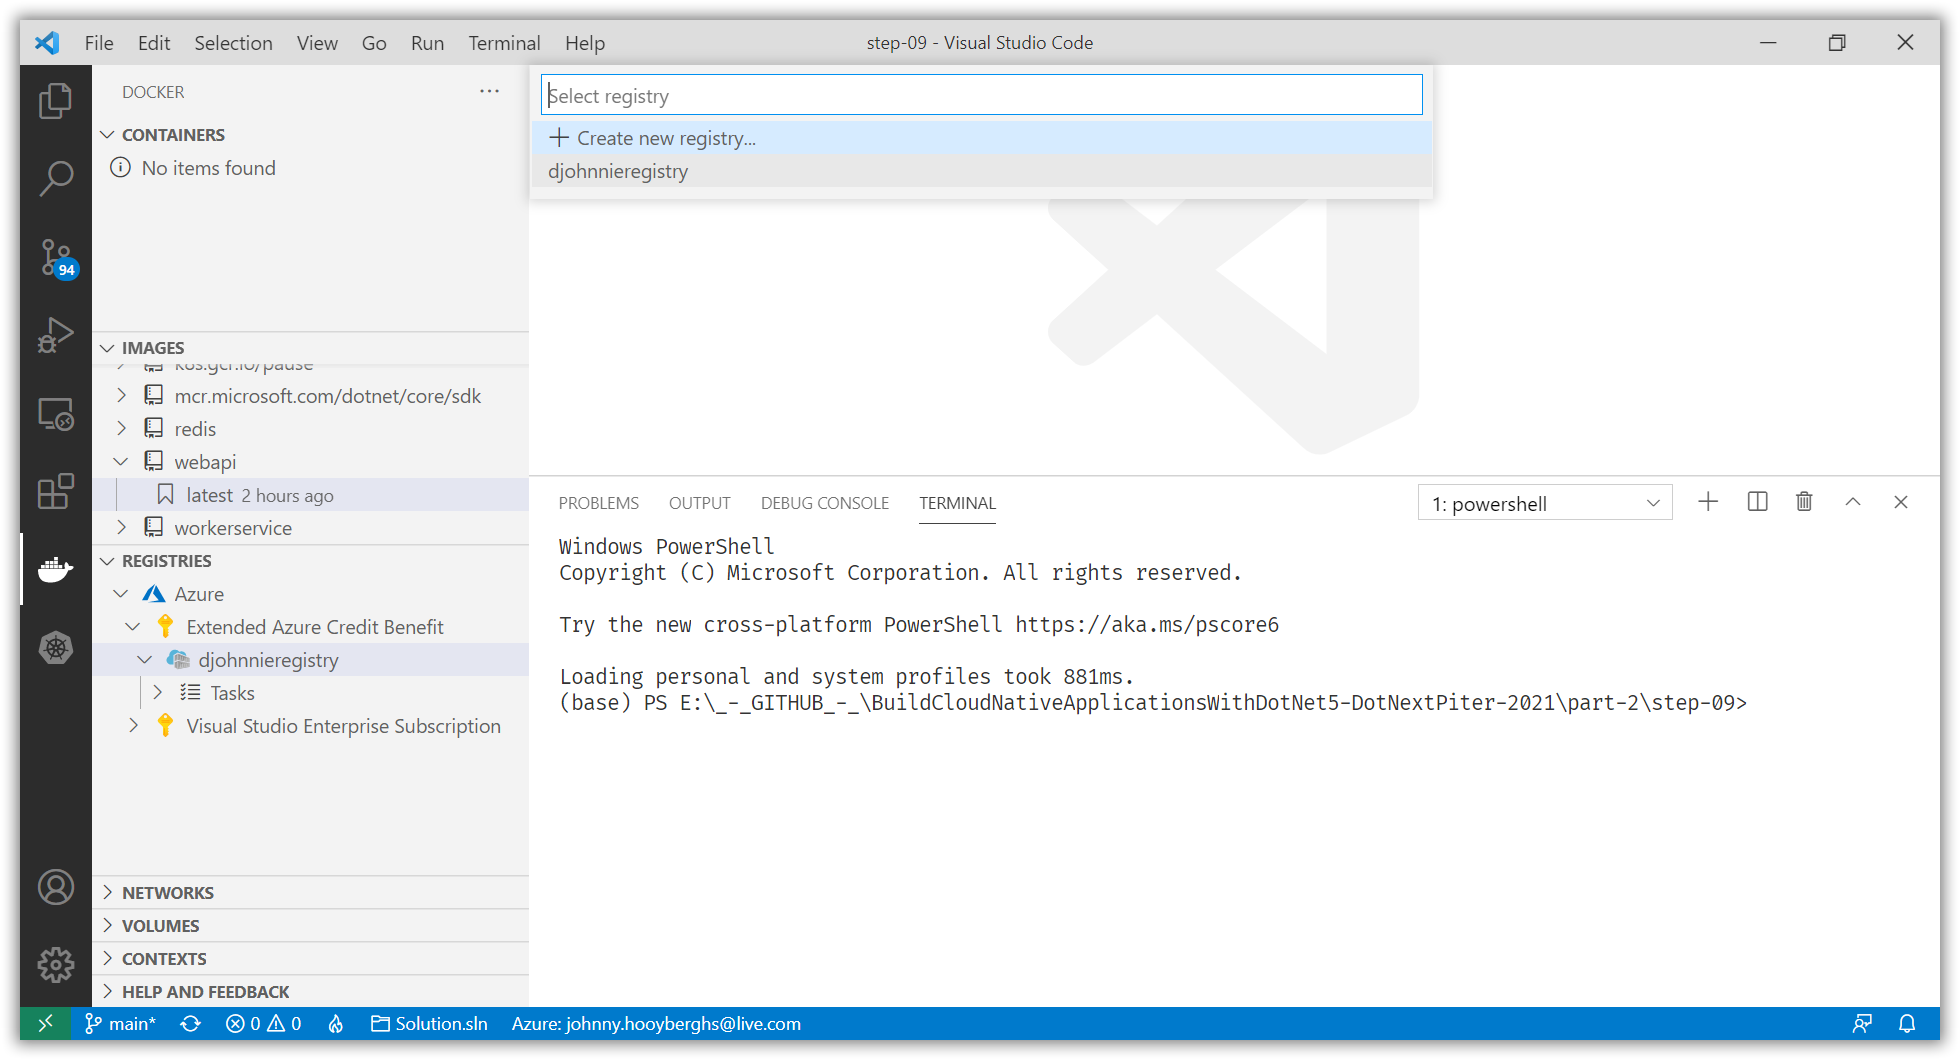 File Edit Selection View Go Run Terminal Help
step-09 - Visual Studio Code
DOCKER
CONTAINERS
No items found
Select registry
Create new registry...
djohnnieregistry
94
IMAGES
k8s.gcr.io/pause
mcr.microsoft.com/dotnet/core/sdk
redis
webapi
latest 2 hours ago
workerservice
REGISTRIES
Azure
Extended Azure Credit Benefit
djohnnieregistry
Tasks
Visual Studio Enterprise Subscription
NETWORKS
VOLUMES
CONTEXTS
HELP AND FEEDBACK
PROBLEMS OUTPUT DEBUG CONSOLE TERMINAL
1: powershell
Windows PowerShell
Copyright (C) Microsoft Corporation. All rights reserved.
Try the new cross-platform PowerShell https://aka.ms/pscore6
Loading personal and system profiles took 881ms.
(base) PS E:\_-_GITHUB_-_\BuildCloudNativeApplicationsWithDotNet5-DotNextPiter-2021\part-2\step-09>
main* 0 0 Solution.sln Azure: johnny.hooyberghs@live.com